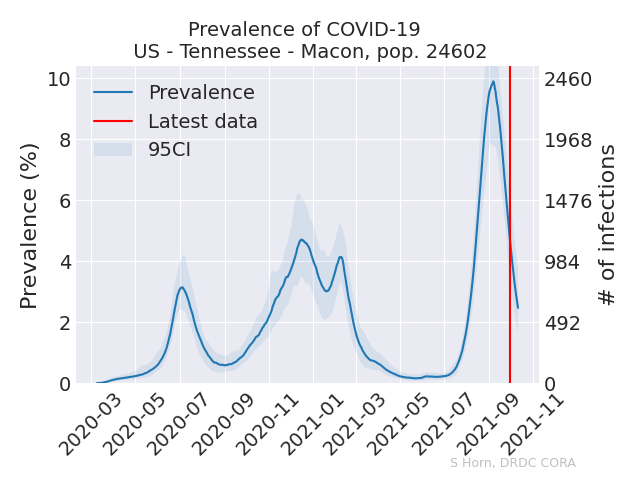 Prevalence of COVID-19
US - Tennessee - Macon, pop. 24602
Prevalence
Latest data
95CI
Prevalence (%)
10
8
6
4
2
0
# of infections
2460
1968
1476
984
492
0
2020-03
2020-05
2020-07
2020-09
2020-11
2021-01
2021-03
2021-05
2021-07
2021-09
2021-11
S Horn, DRDC CORA